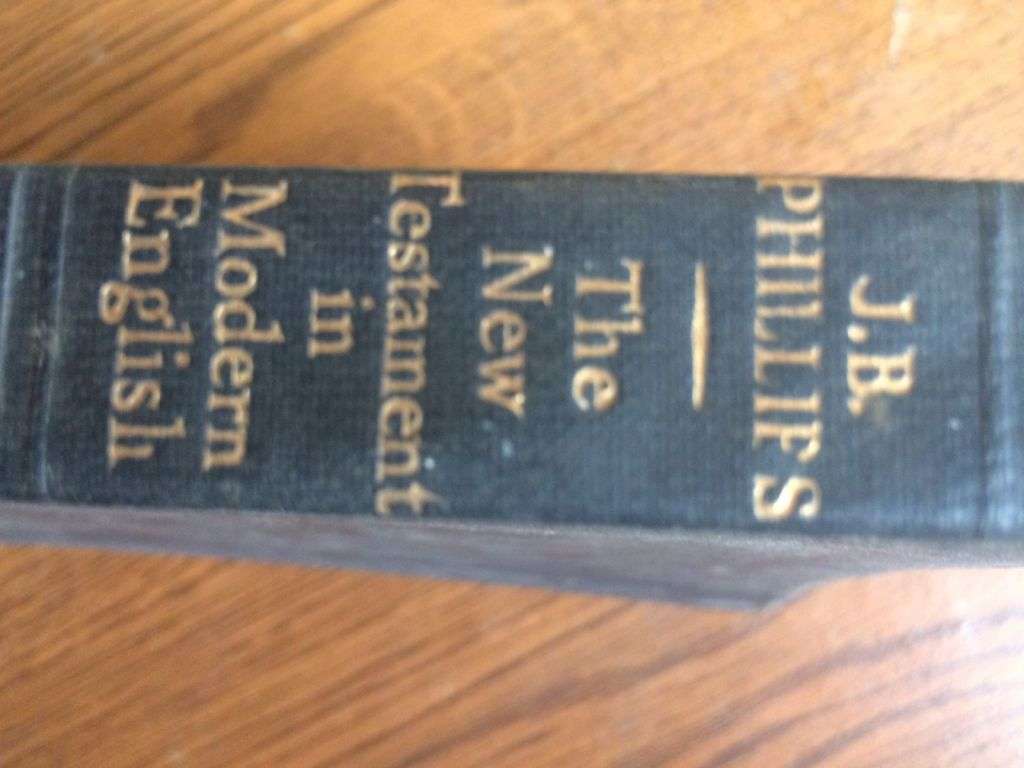 J.B.
PHILLIPS
The
New
Testament
in
Modern
English